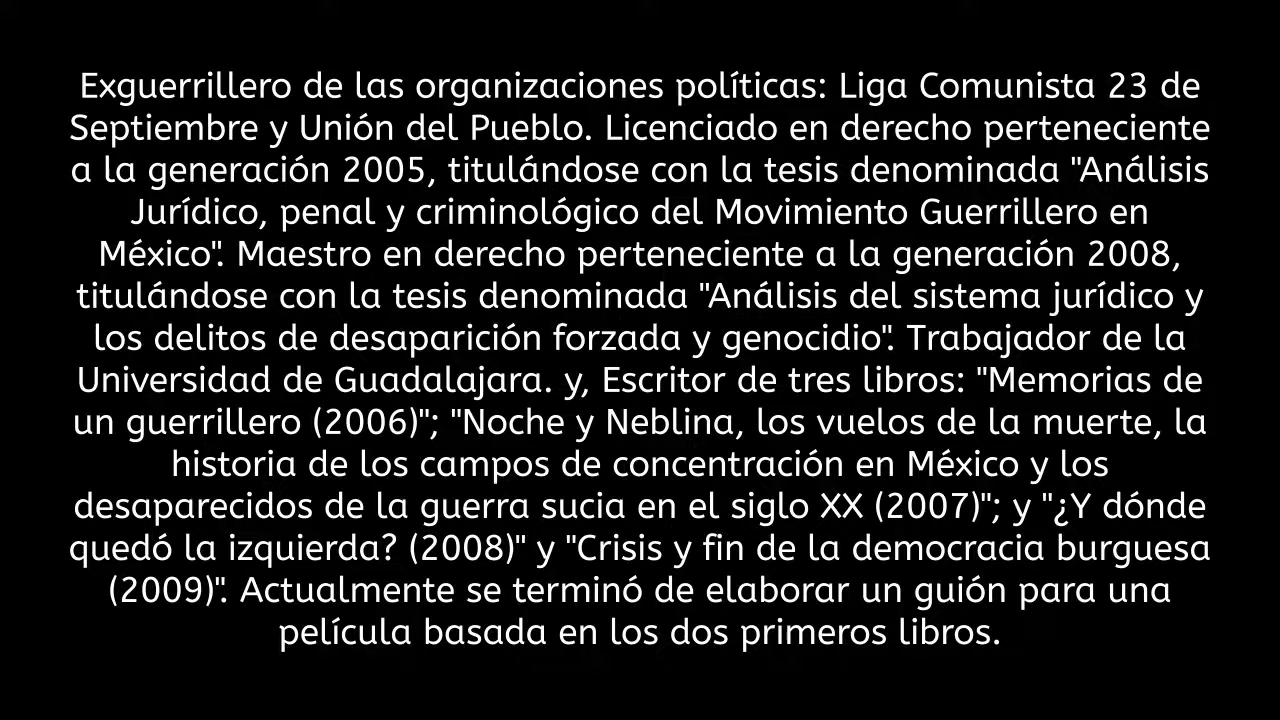 Exguerrillero de las organizaciones políticas: Liga Comunista 23 de
Septiembre y Unión del Pueblo. Licenciado en derecho perteneciente
a la generación 2005, titulándose con la tesis denominada "Análisis
Jurídico, penal y criminológico del Movimiento Guerrillero en
México". Maestro en derecho perteneciente a la generación 2008,
titulándose con la tesis denominada "Análisis del sistema jurídico y
los delitos de desaparición forzada y genocidio". Trabajador de la
Universidad de Guadalajara. y, Escritor de tres libros: "Memorias de
un guerrillero (2006)"; "Noche y Neblina, los vuelos de la muerte, la
historia de los campos de concentración en México y los
desaparecidos de la guerra sucia en el siglo XX (2007)"; y "¿Y dónde
quedó la izquierda? (2008)" y "Crisis y fin de la democracia burguesa
(2009)". Actualmente se terminó de elaborar un guión para una
película basada en los dos primeros libros.